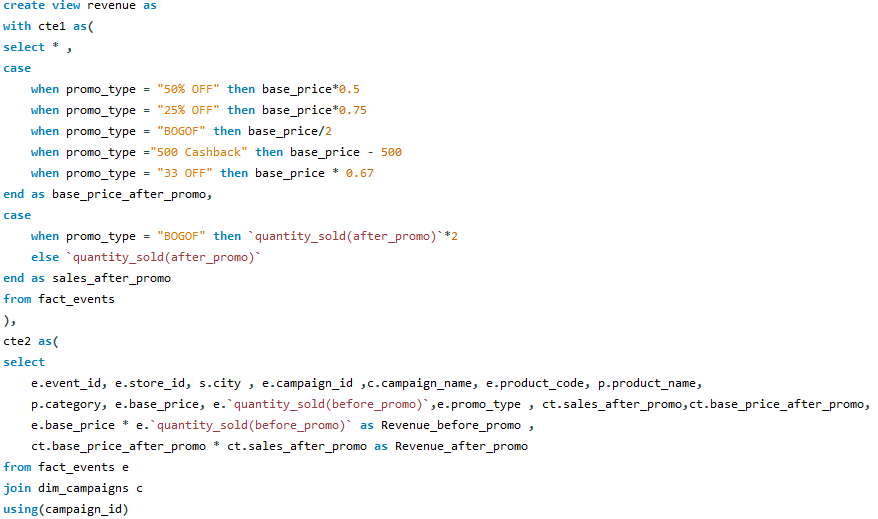 create view revenue as
with cte1 as(
select * ,
case
    when promo_type = "50% OFF" then base_price*0.5
    when promo_type = "25% OFF" then base_price*0.75
    when promo_type = "BOGOF" then base_price/2
    when promo_type ="500 Cashback" then base_price - 500
    when promo_type = "33 OFF" then base_price * 0.67
end as base_price_after_promo,
case
    when promo_type = "BOGOF" then `quantity_sold(after_promo)`*2
    else `quantity_sold(after_promo)`
end as sales_after_promo
from fact_events
),
cte2 as(
select
    e.event_id, e.store_id, s.city , e.campaign_id ,c.campaign_name, e.product_code, p.product_name,
    p.category, e.base_price, e.`quantity_sold(before_promo)`,e.promo_type , ct.sales_after_promo,ct.base_price_after_promo,
    e.base_price * e.`quantity_sold(before_promo)` as Revenue_before_promo ,
    ct.base_price_after_promo * ct.sales_after_promo as Revenue_after_promo
from fact_events e
join dim_campaigns c
using(campaign_id)